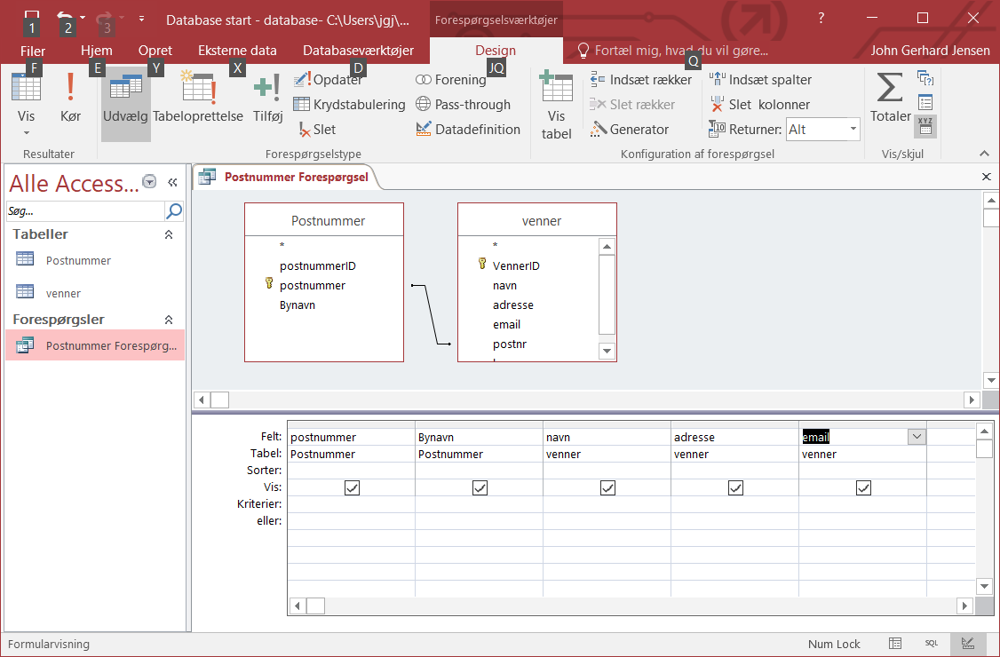 Database start - database- C:\Users\jgj\...
Forespørgselsværktøjer
?
1
2
3
Filer
Hjem
Opret
Eksterne data
Databaseværktøjer
Design
Fortæl mig, hvad du vil gøre...
John Gerhard Jensen
F
E
Y
X
D
JQ
Q
Vis
Kør
Resultater
Udvælg
Tabeloprettelse
Tilføj
Opdater
Krydstabulering
Slet
Forening
Pass-through
Datadefinition
Forespørgselstype
Vis
tabel
Indsæt rækker
Slet rækker
Generator
Indsæt spalter
Slet kolonner
Returner: Alt
Konfiguration af forespørgsel
Totaler
XYZ
Vis/skjul
Alle Access...
Søg...
Tabeller
Postnummer
venner
Forespørgsler
Postnummer Forespørg...
Postnummer Forespørgsel
Postnummer
*
postnummerID
postnummer
Bynavn
venner
*
VennerID
navn
adresse
email
postnr
Felt: postnummer Bynavn navn adresse email
Tabel: Postnummer Postnummer venner venner venner
Sorter:
Vis:
Kriterier:
eller:
Formularvisning
Num Lock
SQL